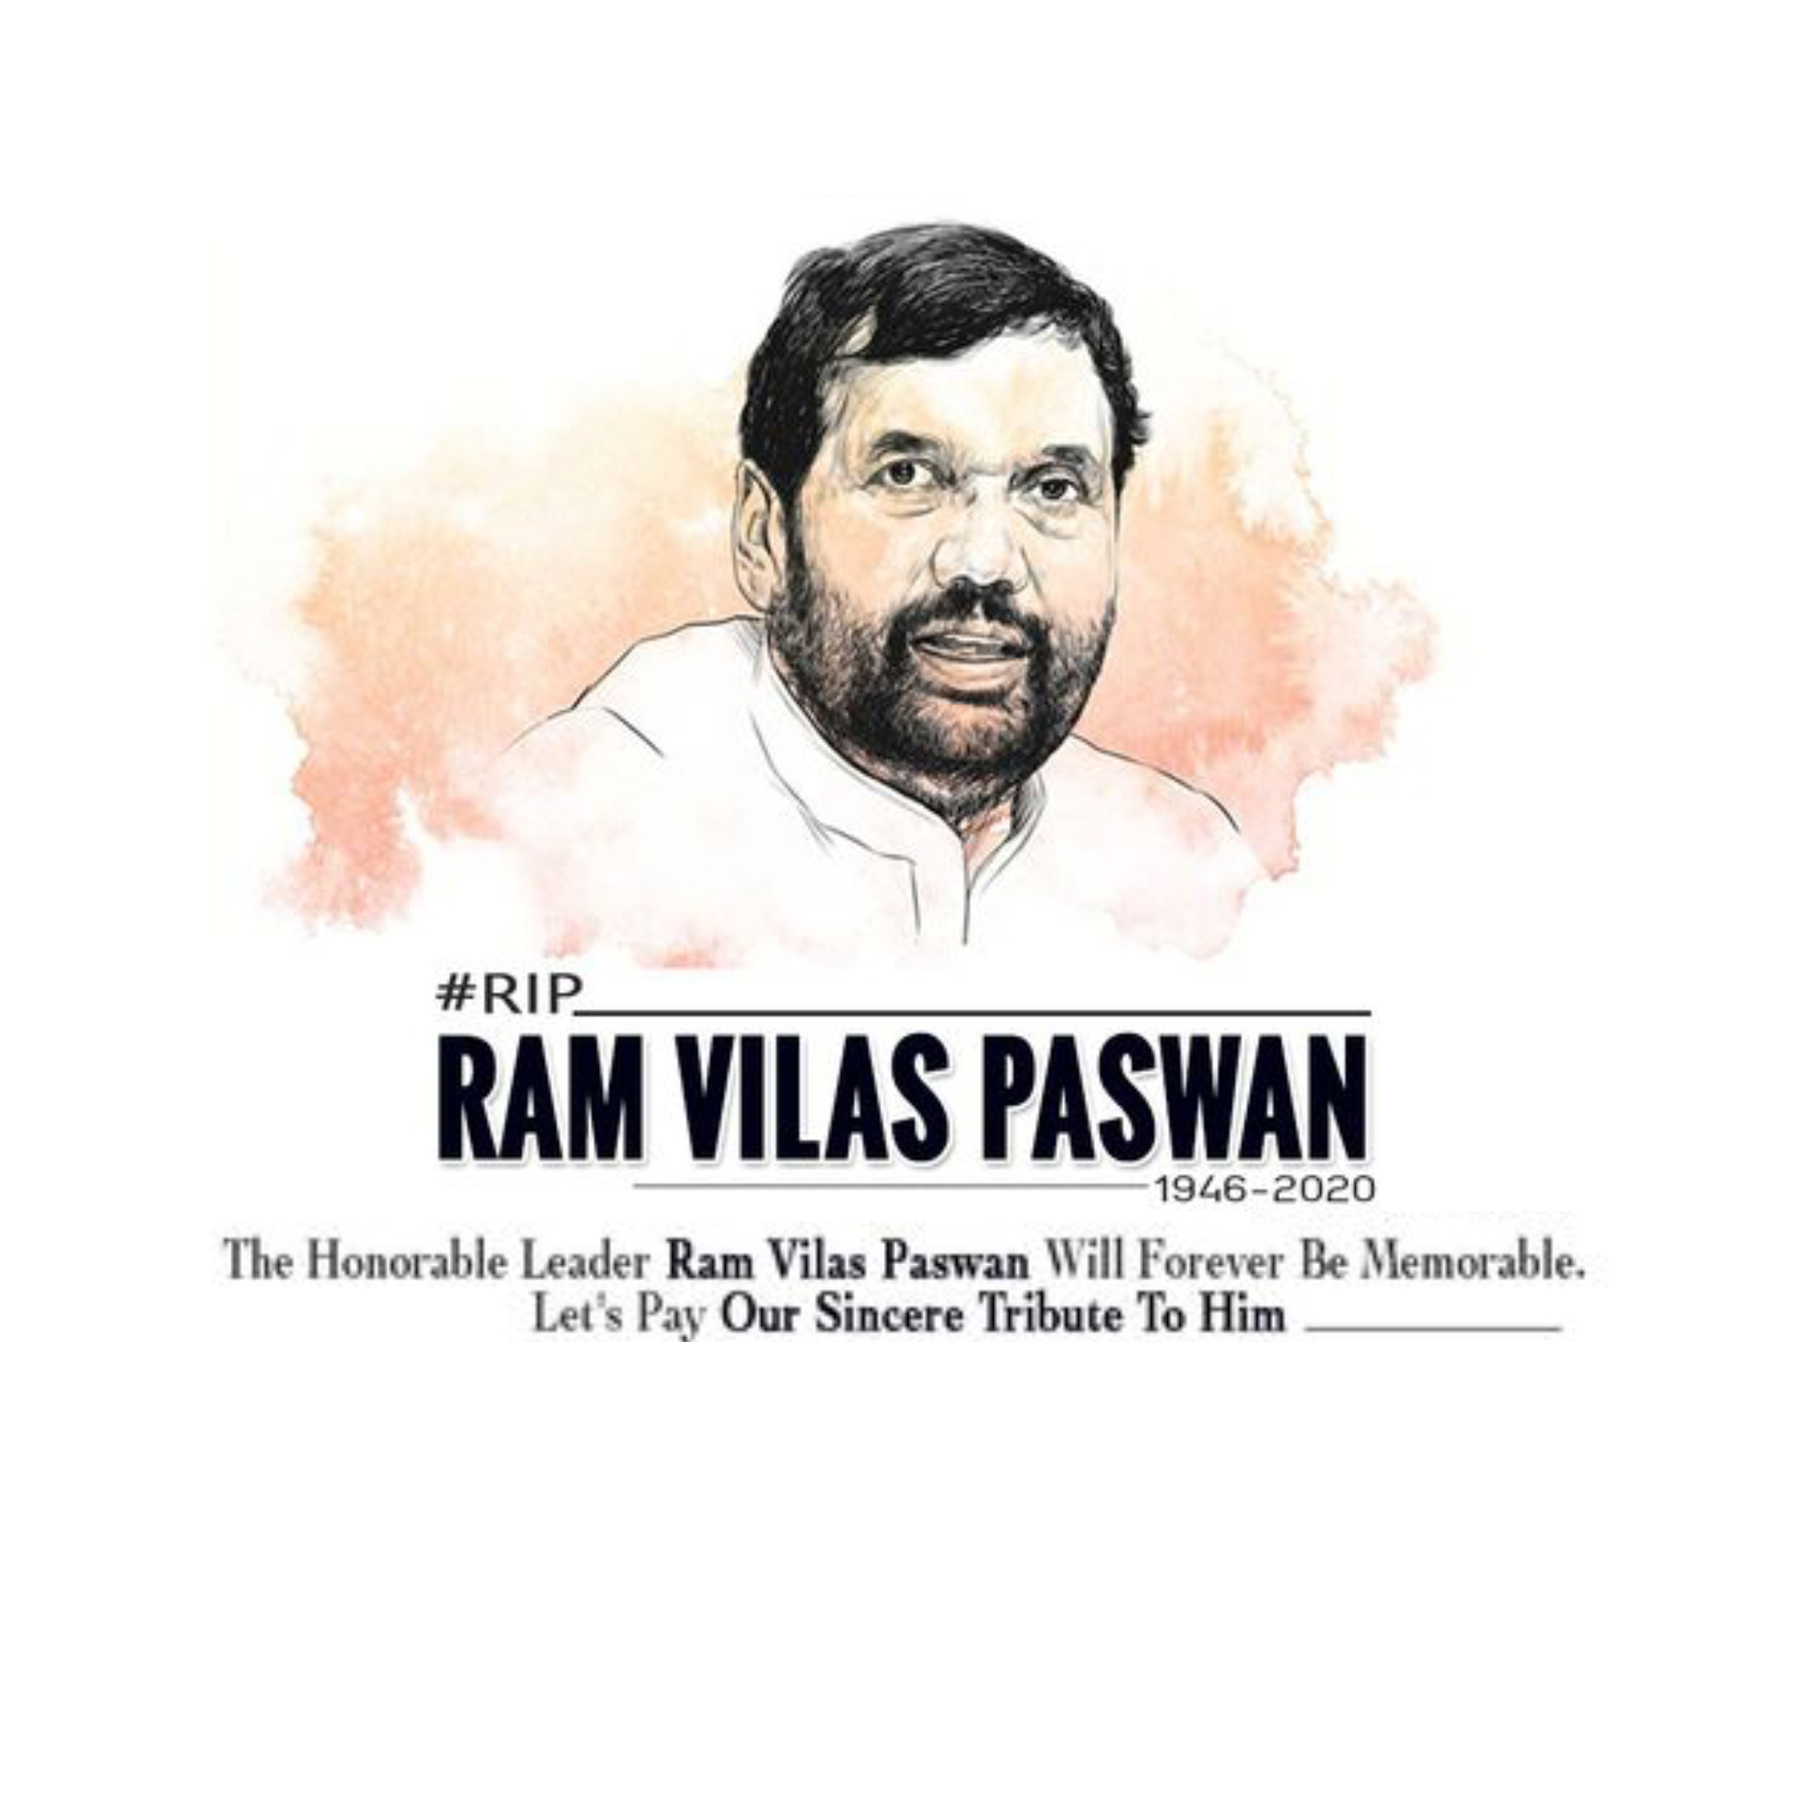 #RIP
RAM VILAS PASWAN
1946-2020
The Honorable Leader Ram Vilas Paswan Will Forever Be Memorable.
Let's Pay Our Sincere Tribute To Him